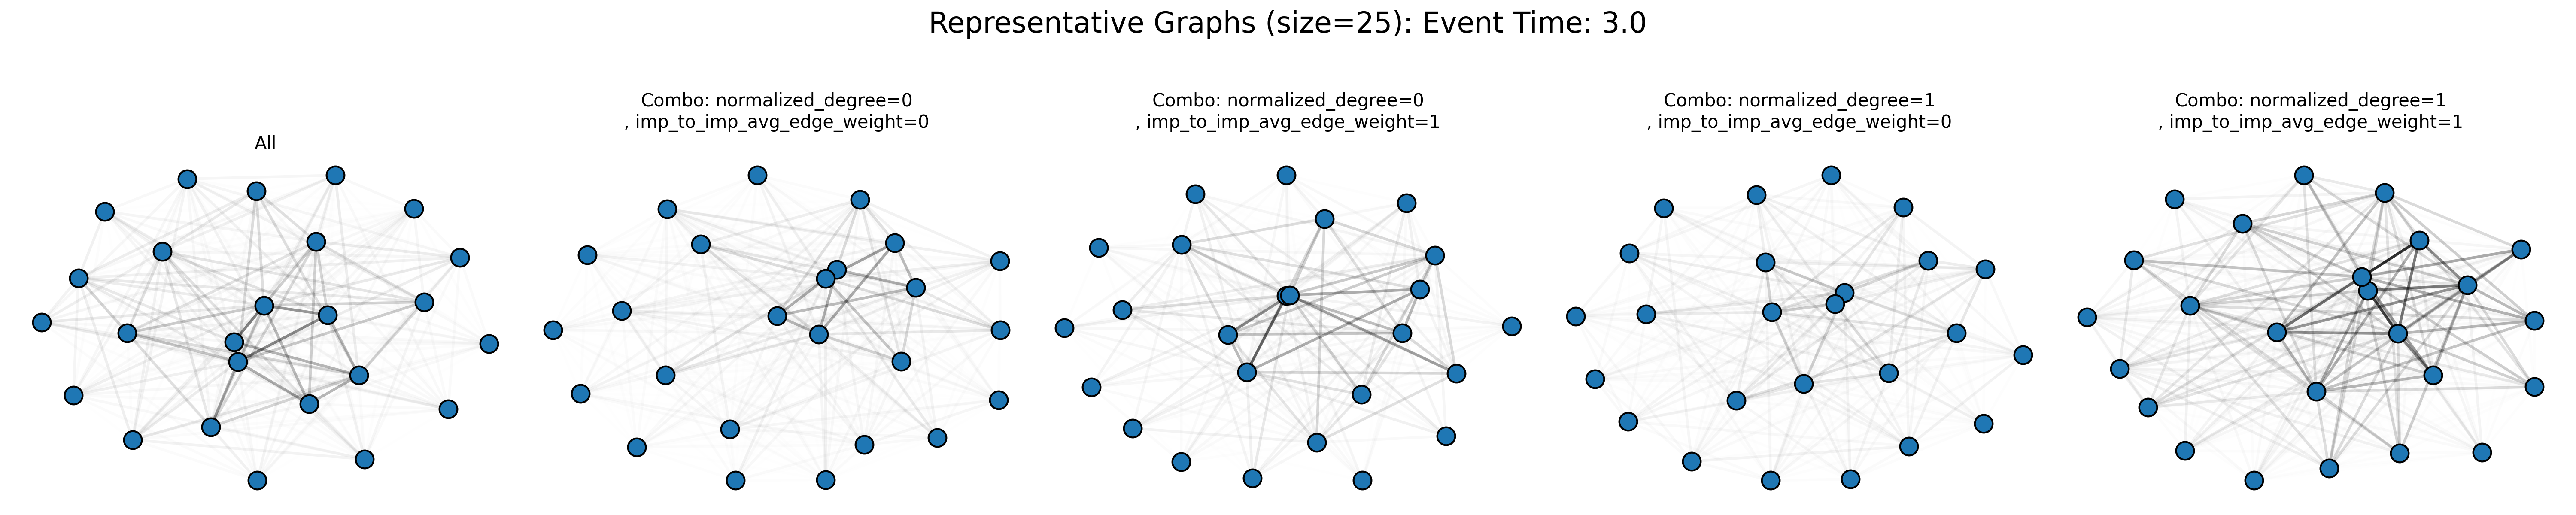 Representative Graphs (size=25): Event Time: 3.0
All
Combo: normalized_degree=0
, imp_to_imp_avg_edge_weight=0
Combo: normalized_degree=0
, imp_to_imp_avg_edge_weight=1
Combo: normalized_degree=1
, imp_to_imp_avg_edge_weight=0
Combo: normalized_degree=1
, imp_to_imp_avg_edge_weight=1